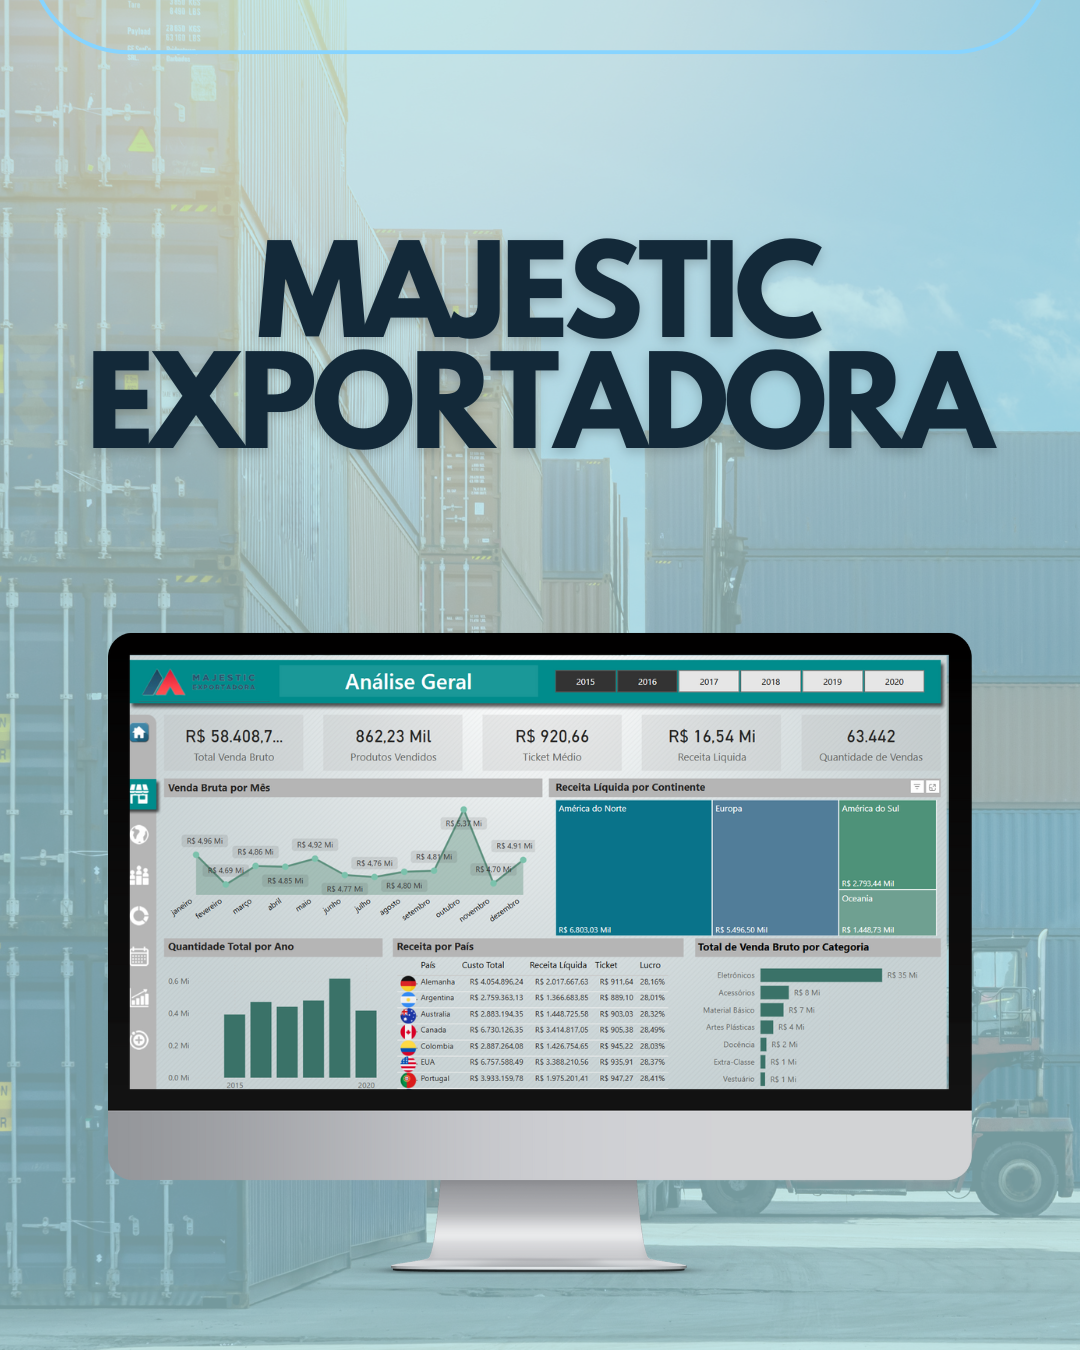 MAJESTIC
EXPORTADORA
MAJESTIC
EXPORTADORA
Análise Geral
2015 2016 2017 2018 2019 2020
R$ 58.408,7... 862,23 Mil R$ 920,66 R$ 16,54 Mi 63.442
Total Venda Bruto Produtos Vendidos Ticket Médio Receita Liquida Quantidade de Vendas
Venda Bruta por Mês
R$ 4.96 Mi R$ 4.69 Mi R$ 4.86 Mi R$ 4.85 Mi R$ 4.92 Mi R$ 4.77 Mi R$ 4.76 Mi R$ 4.80 Mi R$ 4.81 Mi R$ 5.37 Mi R$ 4.70 Mi R$ 4.91 Mi
janeiro fevereiro março abril maio junho julho agosto setembro outubro novembro dezembro
Receita Líquida por Continente
América do Norte Europa América do Sul
R$ 2.793,44 Mil
Oceania
R$ 6.803,03 Mil R$ 5.496,50 Mil R$ 1.448,73 Mil
Quantidade Total por Ano
0.6 Mi
0.4 Mi
0.2 Mi
0.0 Mi
2015 2020
Receita por País
País Custo Total Receita Líquida Ticket Lucro
Alemanha R$ 4.054.896,24 R$ 2.017.667,63 R$ 911,64 28,16%
Argentina R$ 2.759.363,13 R$ 1.366.683,85 R$ 889,10 28,01%
Australia R$ 2.883.194,35 R$ 1.448.725,58 R$ 903,03 28,32%
Canada R$ 6.730.126,35 R$ 3.414.817,05 R$ 905,38 28,49%
Colombia R$ 2.887.264,08 R$ 1.426.754,65 R$ 945,22 28,03%
EUA R$ 6.757.588,49 R$ 3.388.210,56 R$ 935,91 28,37%
Portugal R$ 3.933.159,78 R$ 1.975.201,41 R$ 947,27 28,41%
Total de Venda Bruto por Categoria
Eletrônicos R$ 35 Mi
Acessórios R$ 8 Mi
Material Básico R$ 7 Mi
Artes Plásticas R$ 4 Mi
Docência R$ 2 Mi
Extra-Classe R$ 1 Mi
Vestuário R$ 1 Mi